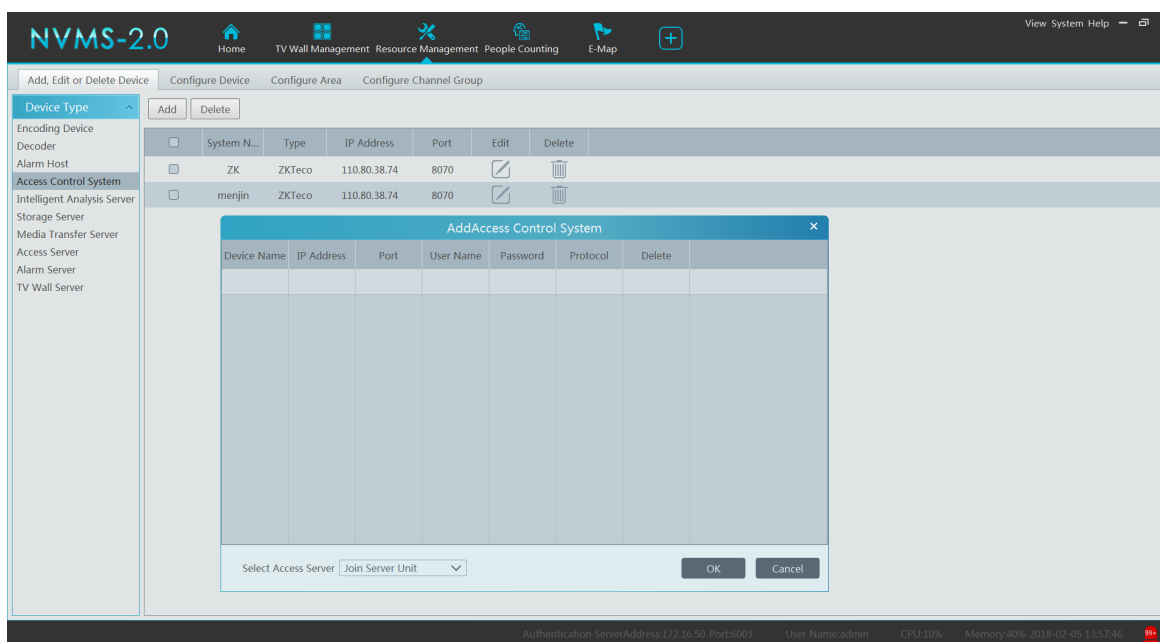 NVMS-2.0
Home TV Wall Management Resource Management People Counting E-Map
View System Help
Add, Edit or Delete Device Configure Device Configure Area Configure Channel Group
Device Type
Add Delete
Encoding Device
Decoder
Alarm Host
Access Control System
Intelligent Analysis Server
Storage Server
Media Transfer Server
Access Server
Alarm Server
TV Wall Server
System N... Type IP Address Port Edit Delete
ZK ZKTeco 110.80.38.74 8070
menjin ZKTeco 110.80.38.74 8070
AddAccess Control System ×
Device Name IP Address Port User Name Password Protocol Delete
Select Access Server Join Server Unit
OK Cancel
Authentication ServerAddress:172.16.50 Port:6003 User Name:admin CPU:10% Memory:40% 2018-02-05 13:57:46 99+